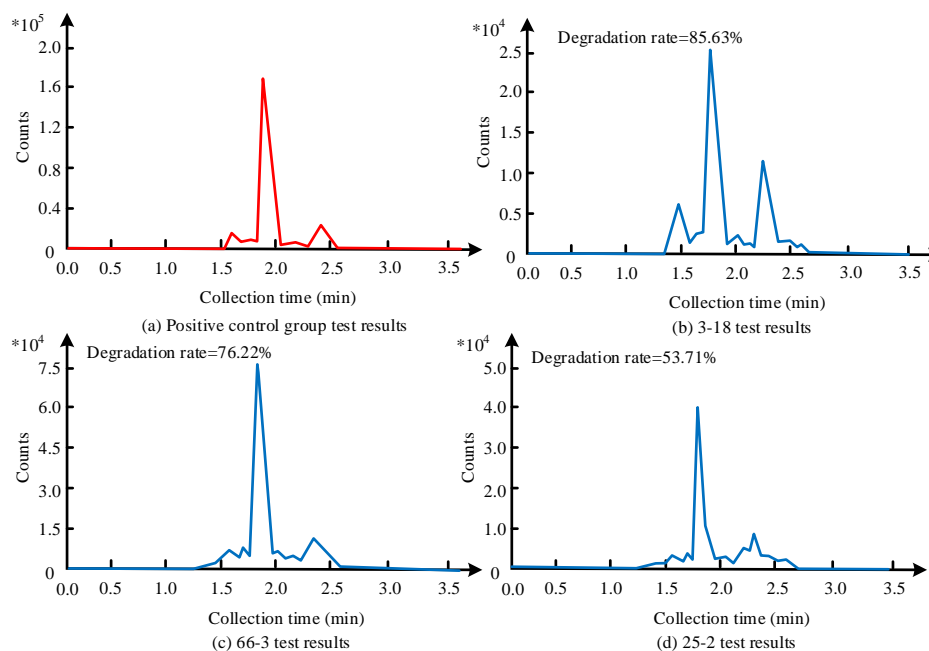 *10⁵
2.0
1.6
1.2
0.8
0.4
0
Counts
0.0 0.5 1.0 1.5 2.0 2.5 3.0 3.5
Collection time (min)
(a) Positive control group test results
*10⁴
Degradation rate=85.63%
2.5
2.0
1.5
1.0
0.5
0
Counts
0.0 0.5 1.0 1.5 2.0 2.5 3.0 3.5
Collection time (min)
(b) 3-18 test results
*10⁴
Degradation rate=76.22%
7.5
6.0
4.5
3.0
1.5
0
Counts
0.0 0.5 1.0 1.5 2.0 2.5 3.0 3.5
Collection time (min)
(c) 66-3 test results
*10⁴
Degradation rate=53.71%
5.0
4.0
3.0
2.0
1.0
0
Counts
0.0 0.5 1.0 1.5 2.0 2.5 3.0 3.5
Collection time (min)
(d) 25-2 test results